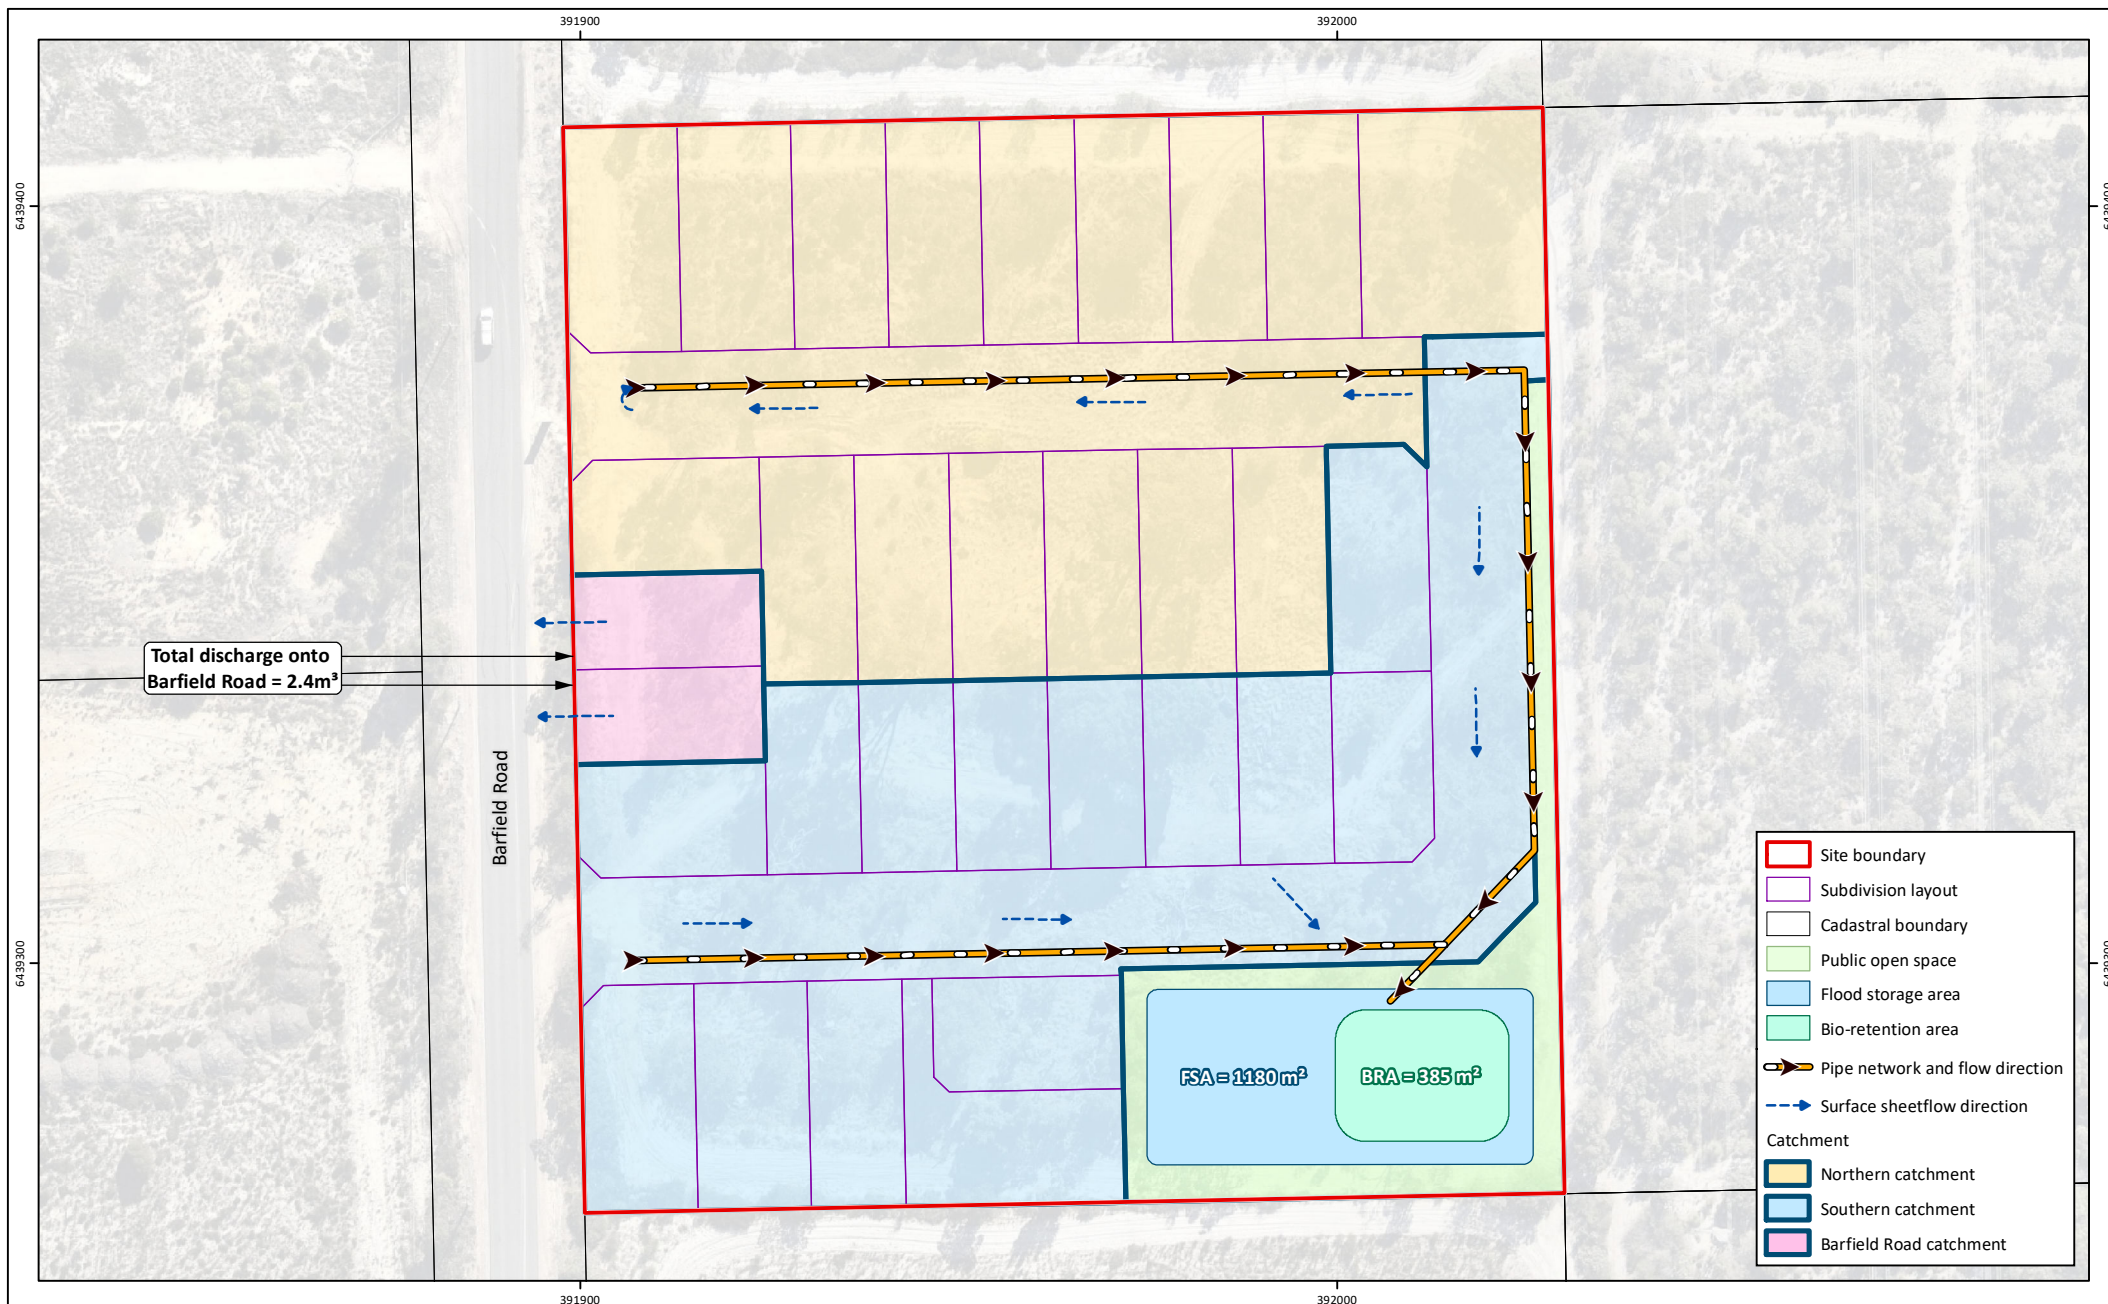 391900
392000
6439400
6439400
Total discharge onto
Barfield Road = 2.4m³
Barfield Road
6439300
6439300
FSA = 1180 m²
BRA = 385 m²
Site boundary
Subdivision layout
Cadastral boundary
Public open space
Flood storage area
Bio-retention area
Pipe network and flow direction
Surface sheetflow direction
Catchment
Northern catchment
Southern catchment
Barfield Road catchment
391900
392000